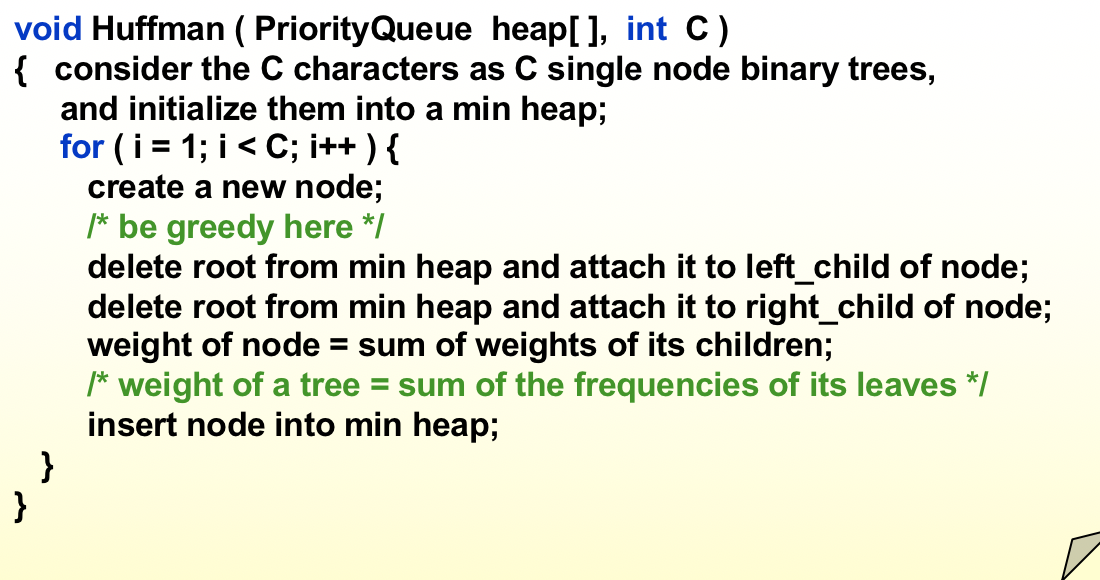 void Huffman ( PriorityQueue heap[ ], int C )
{ consider the C characters as C single node binary trees,
and initialize them into a min heap;
for ( i = 1; i < C; i++ ) {
create a new node;
/* be greedy here */
delete root from min heap and attach it to left_child of node;
delete root from min heap and attach it to right_child of node;
weight of node = sum of weights of its children;
/* weight of a tree = sum of the frequencies of its leaves */
insert node into min heap;
}
}